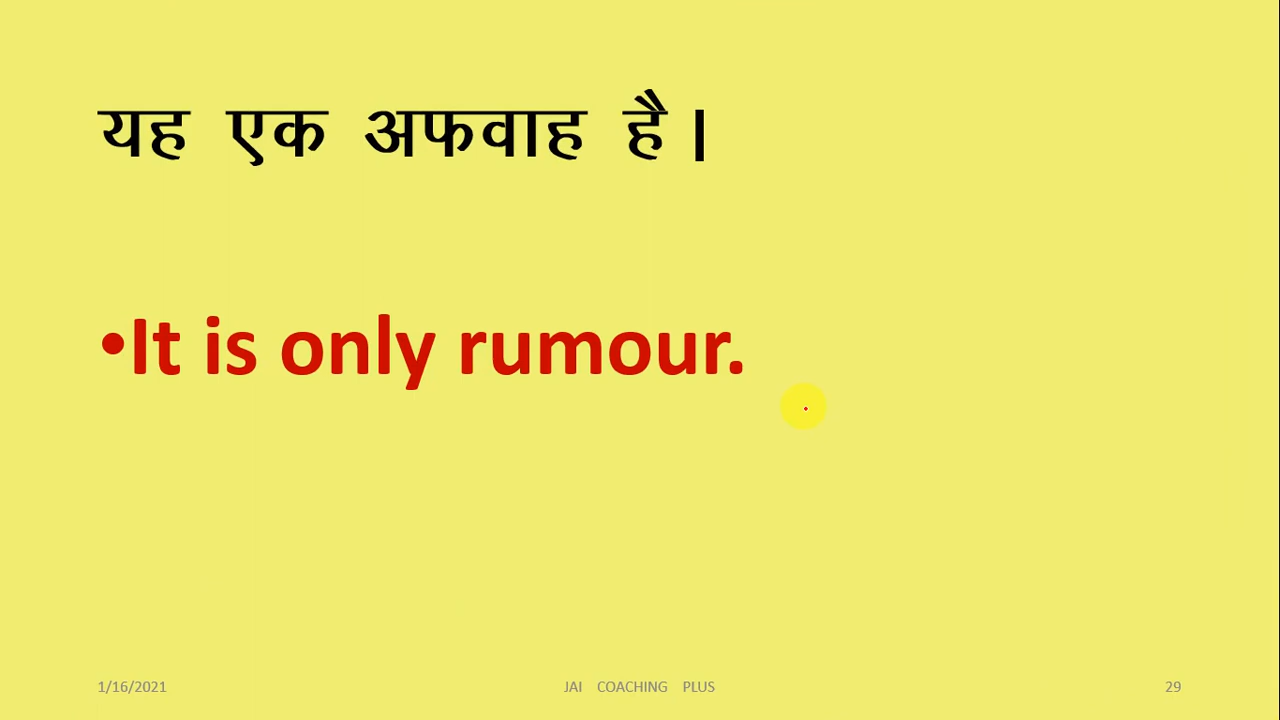 यह एक अफवाह है।
•It is only rumour.
1/16/2021 JAI COACHING PLUS 29